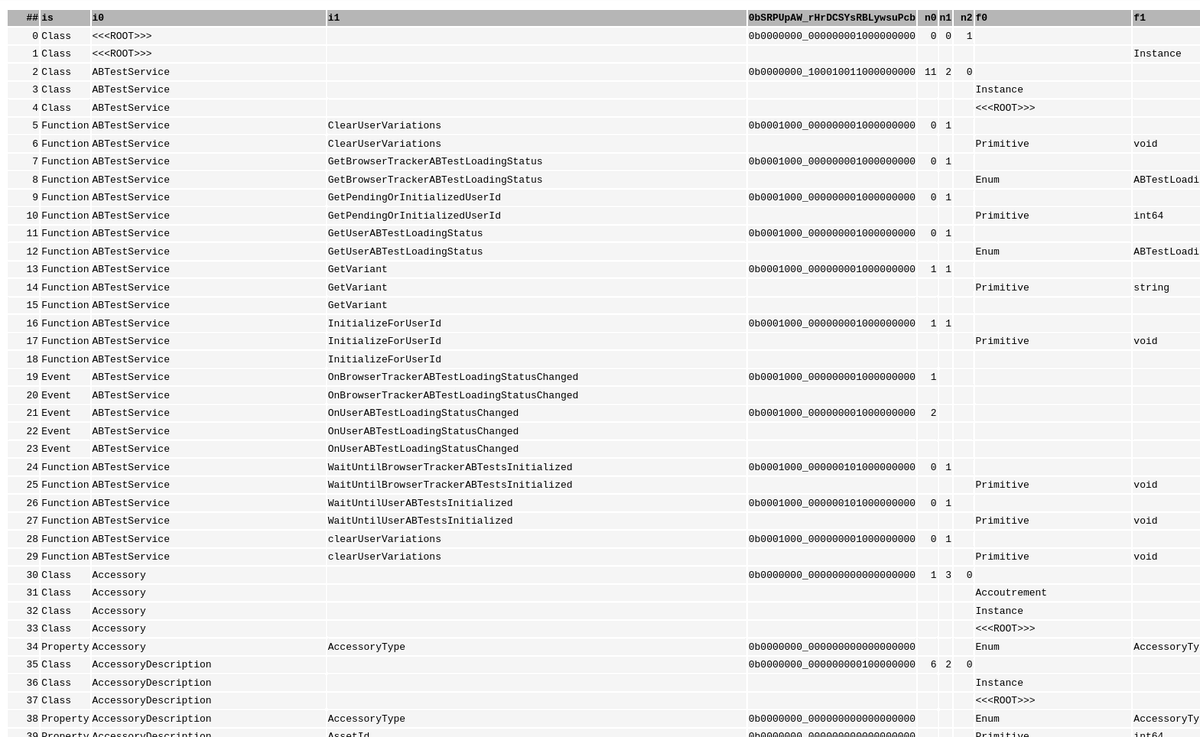 ## is i0 i1 0bSRPUpAW_rHrDCSYsRBLywsuPcb n0 n1 n2 f0 f1
0 Class <<<ROOT>>> 0b0000000_000000001000000000 0 0 1
1 Class <<<ROOT>>> Instance
2 Class ABTestService 0b0000000_100010011000000000 11 2 0
3 Class ABTestService Instance
4 Class ABTestService <<<ROOT>>>
5 Function ABTestService ClearUserVariations 0b0001000_000000001000000000 0 1
6 Function ABTestService ClearUserVariations Primitive void
7 Function ABTestService GetBrowserTrackerABTestLoadingStatus 0b0001000_000000001000000000 0 1
8 Function ABTestService GetBrowserTrackerABTestLoadingStatus Enum ABTestLoadi
9 Function ABTestService GetPendingOrInitializedUserId 0b0001000_000000001000000000 0 1
10 Function ABTestService GetPendingOrInitializedUserId Primitive int64
11 Function ABTestService GetUserABTestLoadingStatus 0b0001000_000000001000000000 0 1
12 Function ABTestService GetUserABTestLoadingStatus Enum ABTestLoadi
13 Function ABTestService GetVariant 0b0001000_000000001000000000 1 1
14 Function ABTestService GetVariant Primitive string
15 Function ABTestService GetVariant
16 Function ABTestService InitializeForUserId 0b0001000_000000001000000000 1 1
17 Function ABTestService InitializeForUserId Primitive void
18 Function ABTestService InitializeForUserId
19 Event ABTestService OnBrowserTrackerABTestLoadingStatusChanged 0b0001000_000000001000000000 1
20 Event ABTestService OnBrowserTrackerABTestLoadingStatusChanged
21 Event ABTestService OnUserABTestLoadingStatusChanged 0b0001000_000000001000000000 2
22 Event ABTestService OnUserABTestLoadingStatusChanged
23 Event ABTestService OnUserABTestLoadingStatusChanged
24 Function ABTestService WaitUntilBrowserTrackerABTestsInitialized 0b0001000_000000101000000000 0 1
25 Function ABTestService WaitUntilBrowserTrackerABTestsInitialized Primitive void
26 Function ABTestService WaitUntilUserABTestsInitialized 0b0001000_000000101000000000 0 1
27 Function ABTestService WaitUntilUserABTestsInitialized Primitive void
28 Function ABTestService clearUserVariations 0b0001000_000000001000000000 0 1
29 Function ABTestService clearUserVariations Primitive void
30 Class Accessory 0b0000000_000000000000000000 1 3 0
31 Class Accessory Accoutrement
32 Class Accessory Instance
33 Class Accessory <<<ROOT>>>
34 Property Accessory AccessoryType 0b0000000_000000000000000000 Enum AccessoryTy
35 Class AccessoryDescription 0b0000000_000000000100000000 6 2 0
36 Class AccessoryDescription Instance
37 Class AccessoryDescription <<<ROOT>>>
38 Property AccessoryDescription AccessoryType 0b0000000_000000000000000000 Enum AccessoryTy
39 Property AccessoryDescription AssetId 0b0000000_000000000000000000 Primitive int64